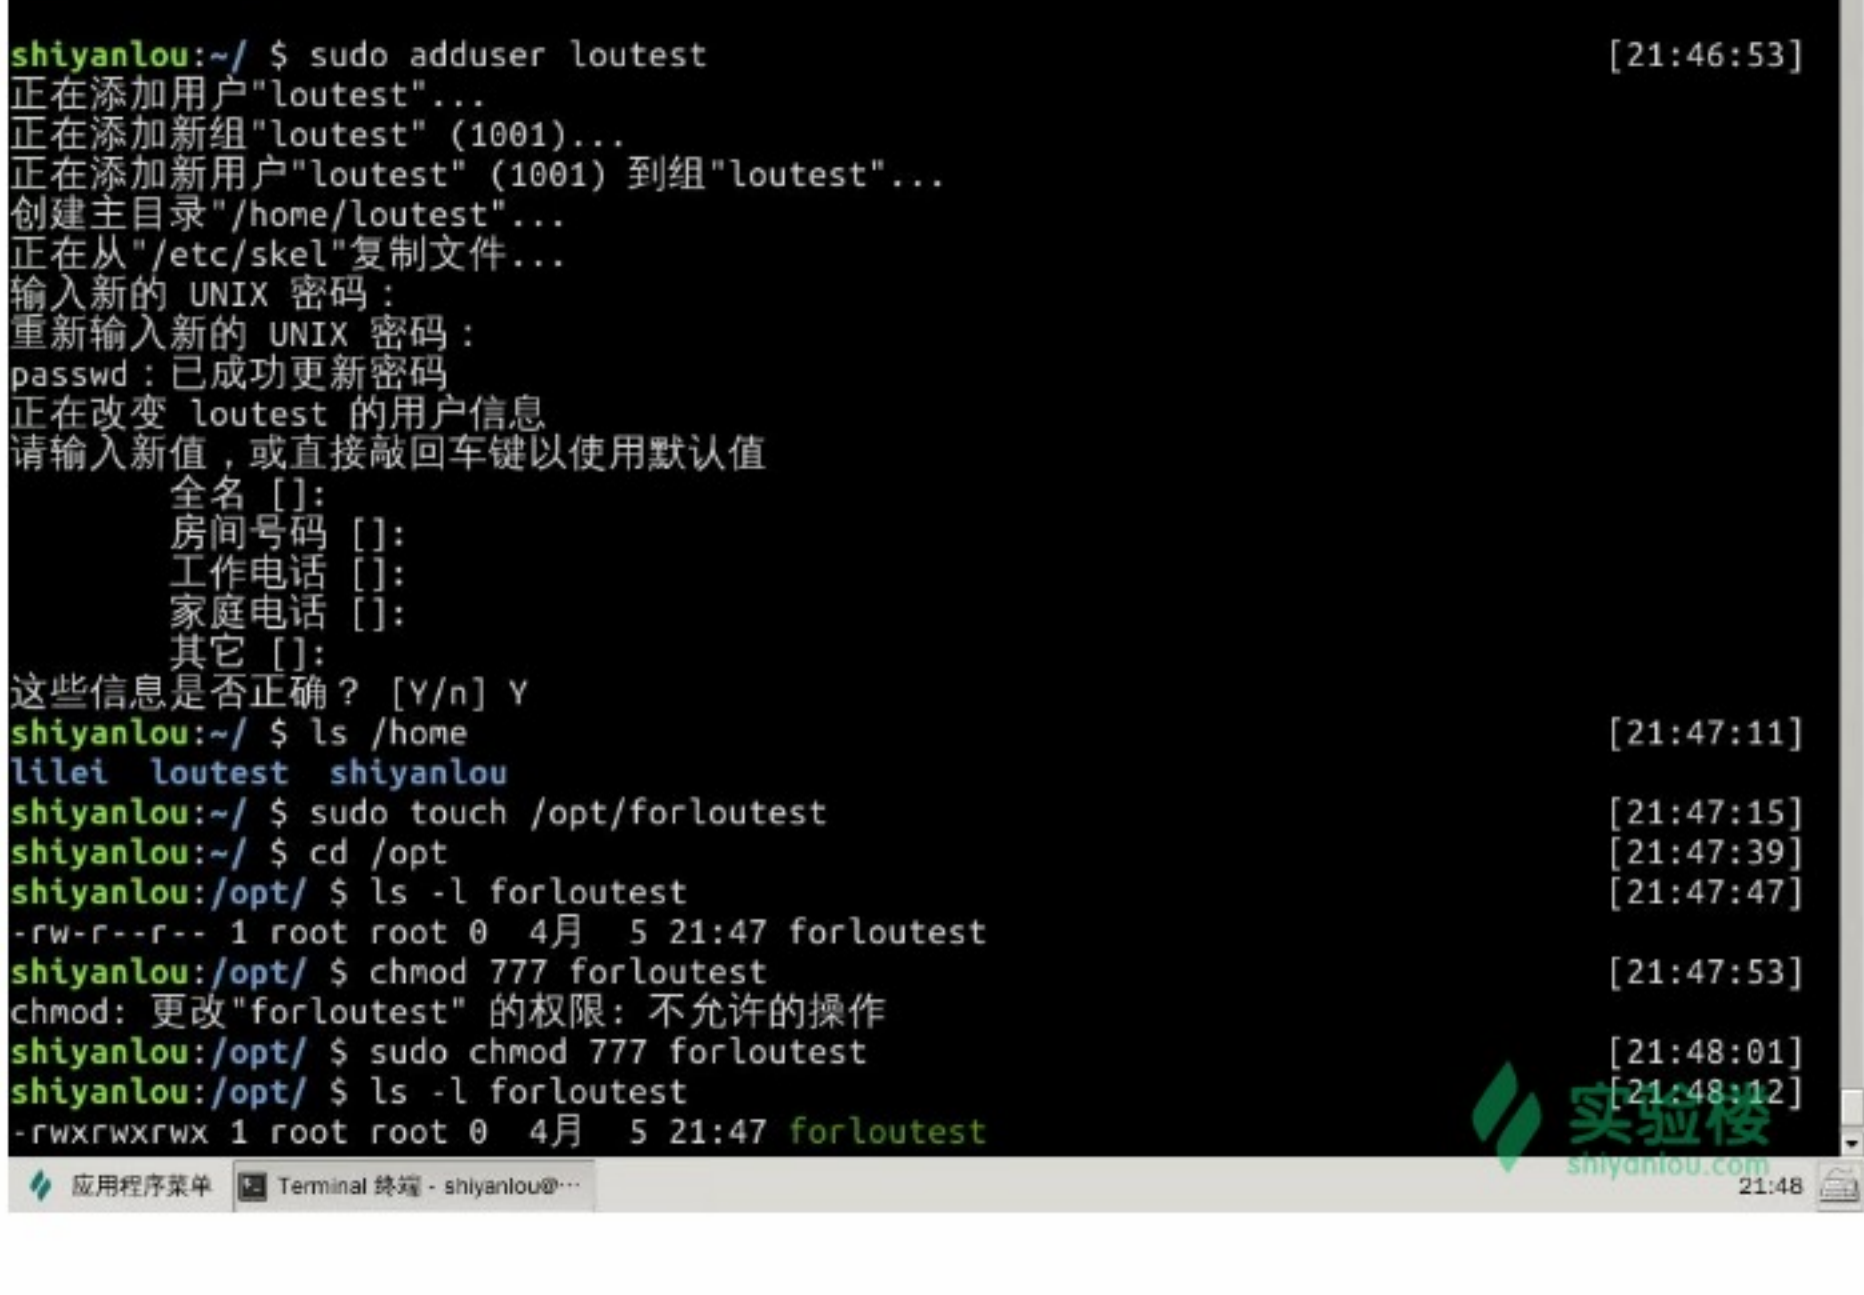 shiyanlou:~/ $ sudo adduser loutest [21:46:53]
正在添加用户"loutest"...
正在添加新组"loutest" (1001)...
正在添加新用户"loutest" (1001) 到组"loutest"...
创建主目录"/home/loutest"...
正在从"/etc/skel"复制文件...
输入新的 UNIX 密码：
重新输入新的 UNIX 密码：
passwd：已成功更新密码
正在改变 loutest 的用户信息
请输入新值，或直接敲回车键以使用默认值
全名 []:
房间号码 []:
工作电话 []:
家庭电话 []:
其它 []:
这些信息是否正确？ [Y/n] Y
shiyanlou:~/ $ ls /home [21:47:11]
lilei loutest shiyanlou
shiyanlou:~/ $ sudo touch /opt/forloutest [21:47:15]
shiyanlou:~/ $ cd /opt [21:47:39]
shiyanlou:/opt/ $ ls -l forloutest [21:47:47]
-rw-r--r-- 1 root root 0 4月 5 21:47 forloutest
shiyanlou:/opt/ $ chmod 777 forloutest [21:47:53]
chmod: 更改"forloutest" 的权限: 不允许的操作
shiyanlou:/opt/ $ sudo chmod 777 forloutest [21:48:01]
shiyanlou:/opt/ $ ls -l forloutest [21:48:12]
-rwxrwxrwx 1 root root 0 4月 5 21:47 forloutest
实验楼
shiyanlou.com
应用程序菜单 Terminal 终端 - shiyanlou@… 21:48